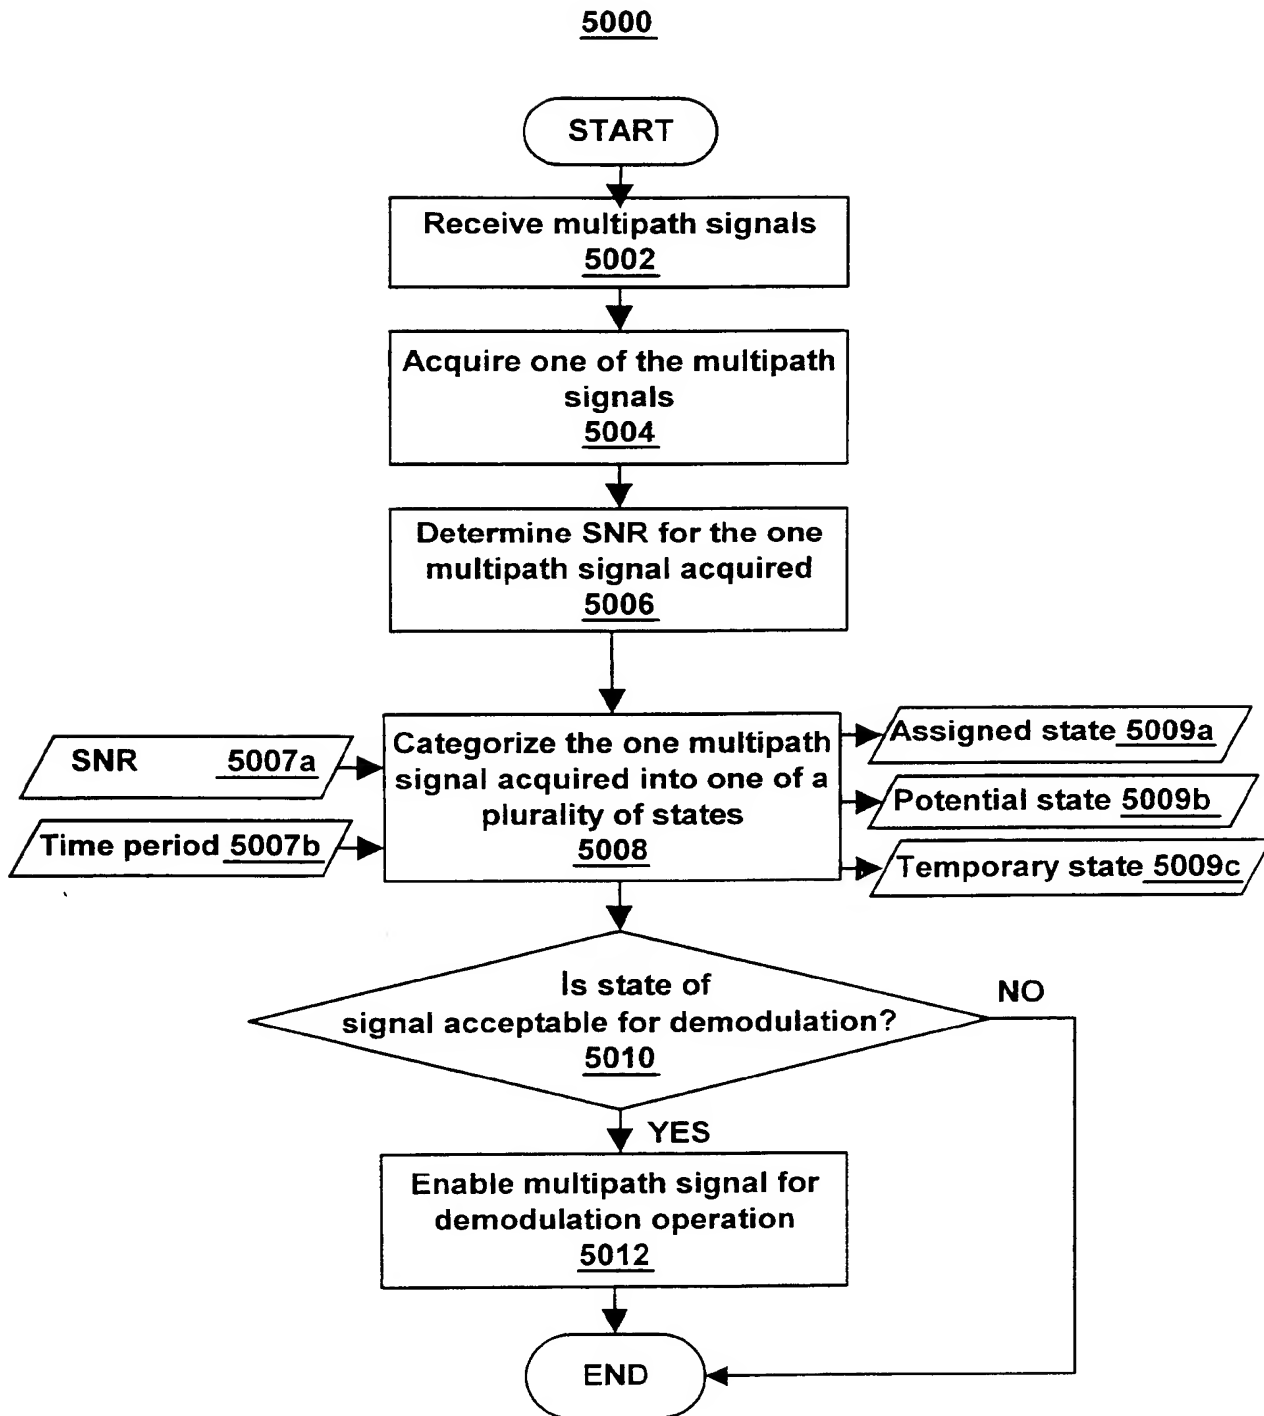 5000
START
Receive multipath signals
5002
Acquire one of the multipath
signals
5004
Determine SNR for the one
multipath signal acquired
5006
SNR 5007a
Time period 5007b
Categorize the one multipath
signal acquired into one of a
plurality of states
5008
Assigned state 5009a
Potential state 5009b
Temporary state 5009c
Is state of
signal acceptable for demodulation?
5010
NO
YES
Enable multipath signal for
demodulation operation
5012
END